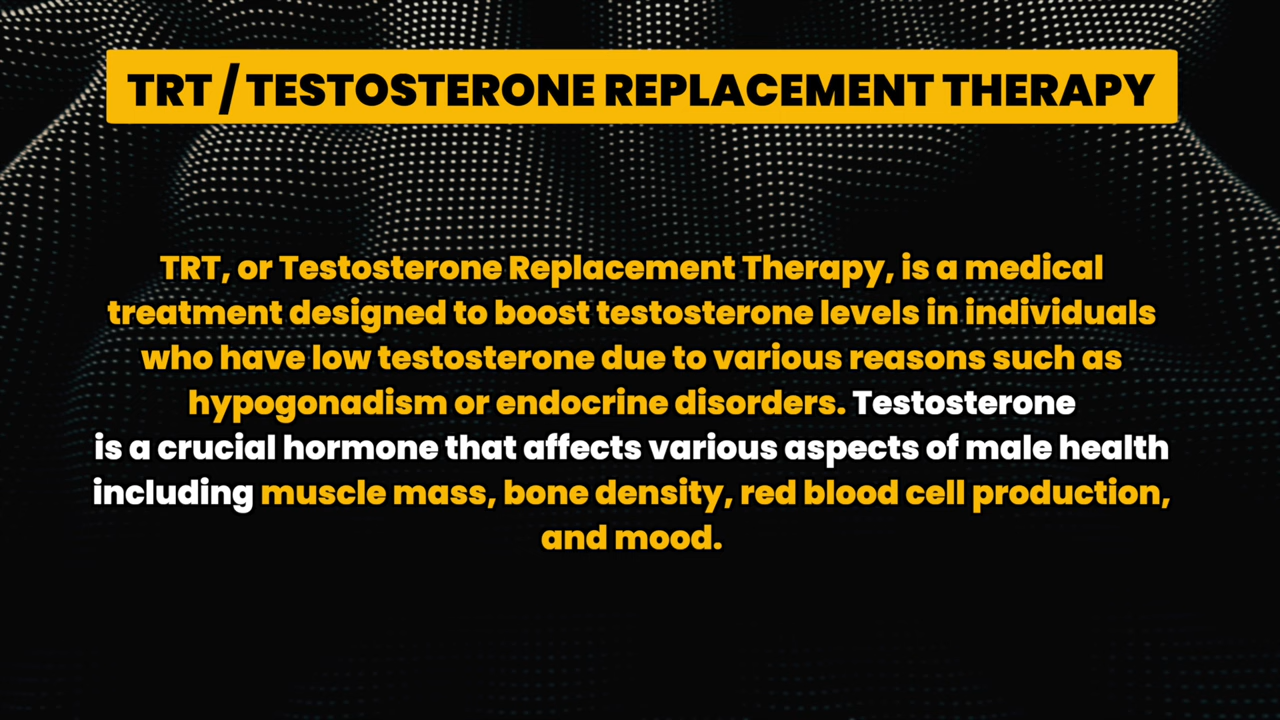 TRT / TESTOSTERONE REPLACEMENT THERAPY
TRT, or Testosterone Replacement Therapy, is a medical
treatment designed to boost testosterone levels in individuals
who have low testosterone due to various reasons such as
hypogonadism or endocrine disorders. Testosterone
is a crucial hormone that affects various aspects of male health
including muscle mass, bone density, red blood cell production,
and mood.